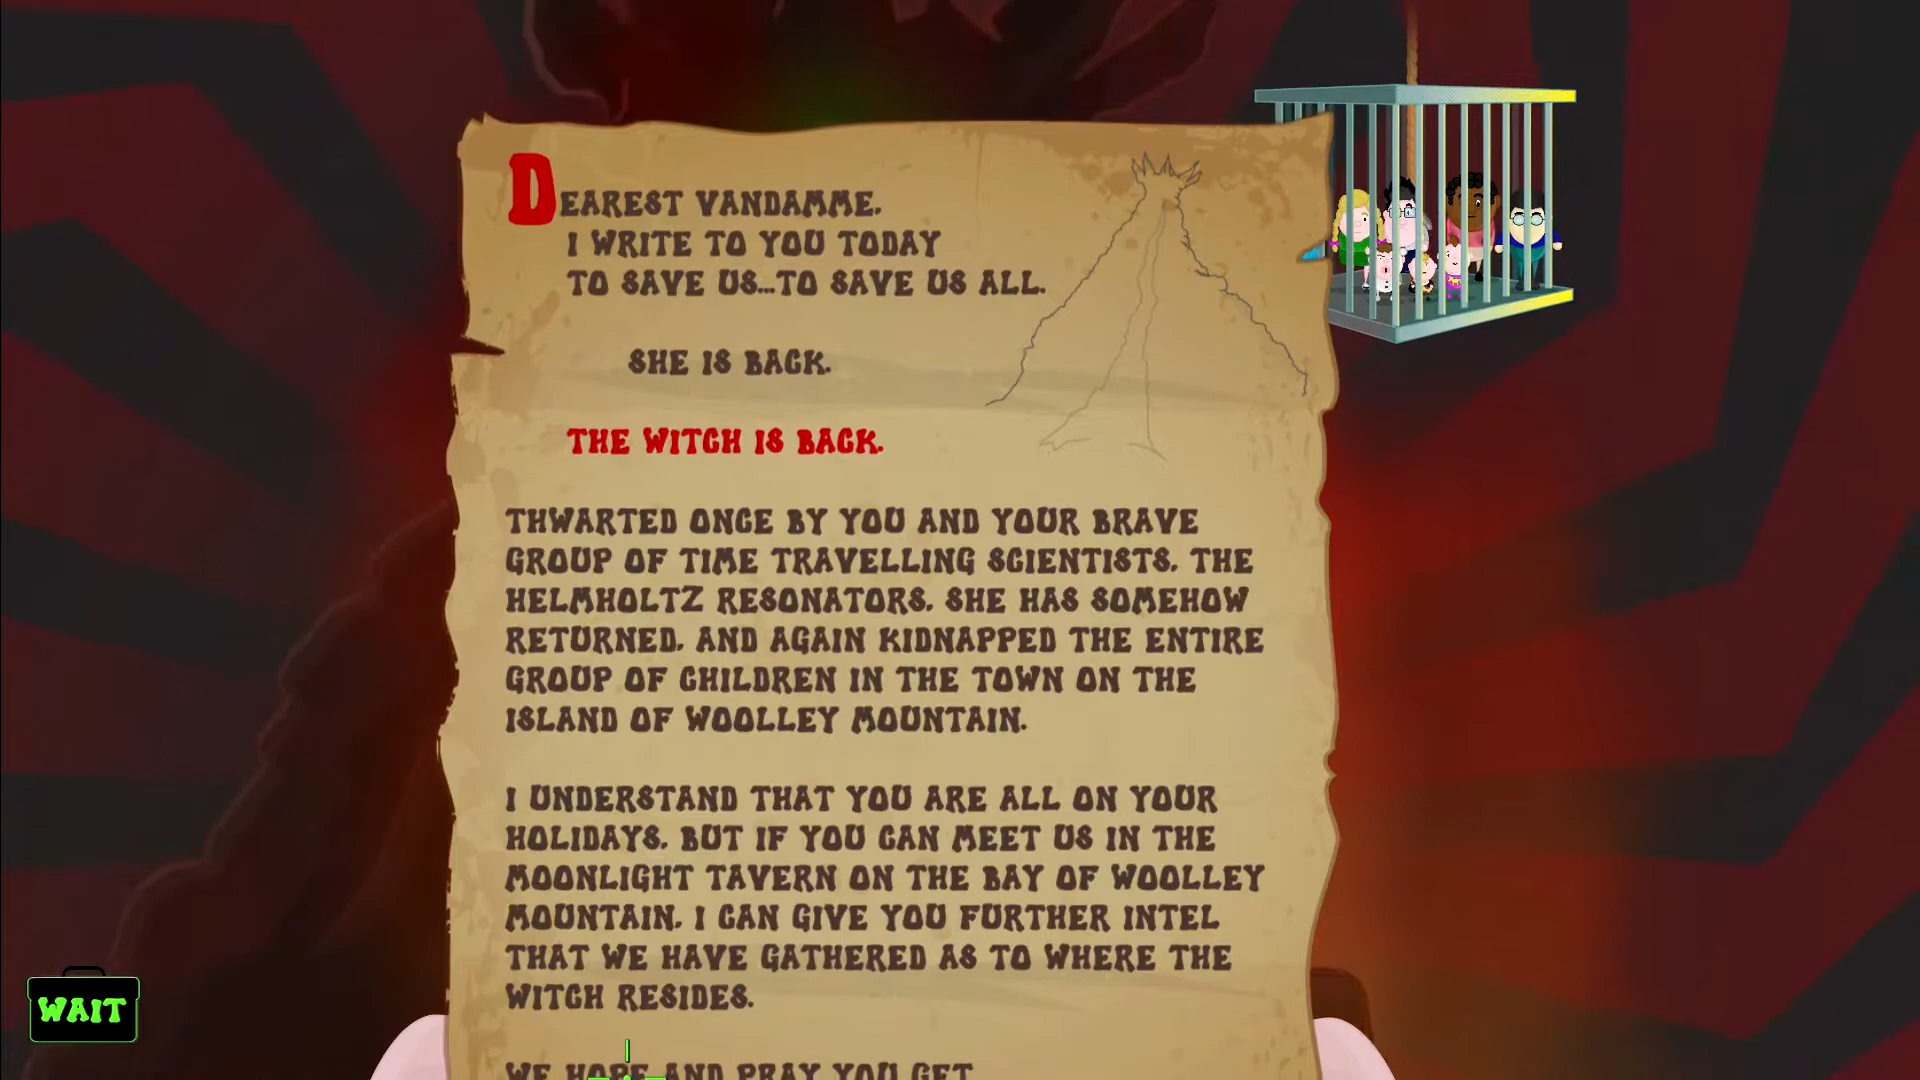 DEAREST VANDAMME.
I WRITE TO YOU TODAY
TO SAVE US...TO SAVE US ALL.
SHE IS BACK.
THE WITCH IS BACK.
THWARTED ONCE BY YOU AND YOUR BRAVE
GROUP OF TIME TRAVELLING SCIENTISTS, THE
HELMHOLTZ RESONATORS, SHE HAS SOMEHOW
RETURNED, AND AGAIN KIDNAPPED THE ENTIRE
GROUP OF CHILDREN IN THE TOWN ON THE
ISLAND OF WOOLLEY MOUNTAIN.
I UNDERSTAND THAT YOU ARE ALL ON YOUR
HOLIDAYS, BUT IF YOU CAN MEET US IN THE
MOONLIGHT TAVERN ON THE BAY OF WOOLLEY
MOUNTAIN, I CAN GIVE YOU FURTHER INTEL
THAT WE HAVE GATHERED AS TO WHERE THE
WITCH RESIDES.
WE HOPE AND PRAY YOU GET
WAIT